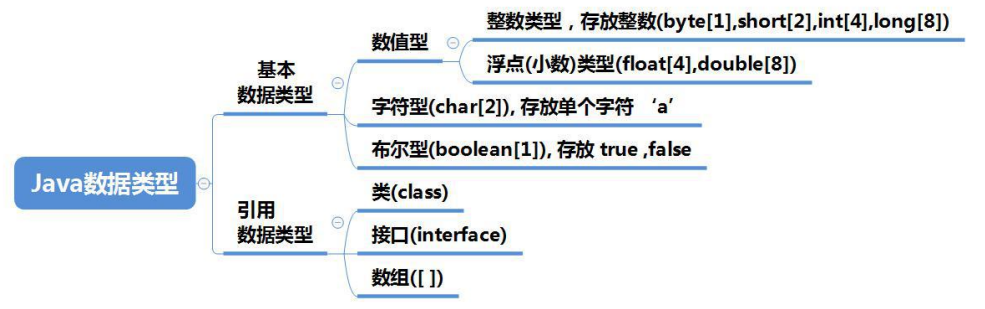 Java数据类型
基本
数据类型
数值型
整数类型，存放整数(byte[1],short[2],int[4],long[8])
浮点(小数)类型(float[4],double[8])
字符型(char[2]), 存放单个字符 ‘a’
布尔型(boolean[1]), 存放 true ,false
引用
数据类型
类(class)
接口(interface)
数组([ ])